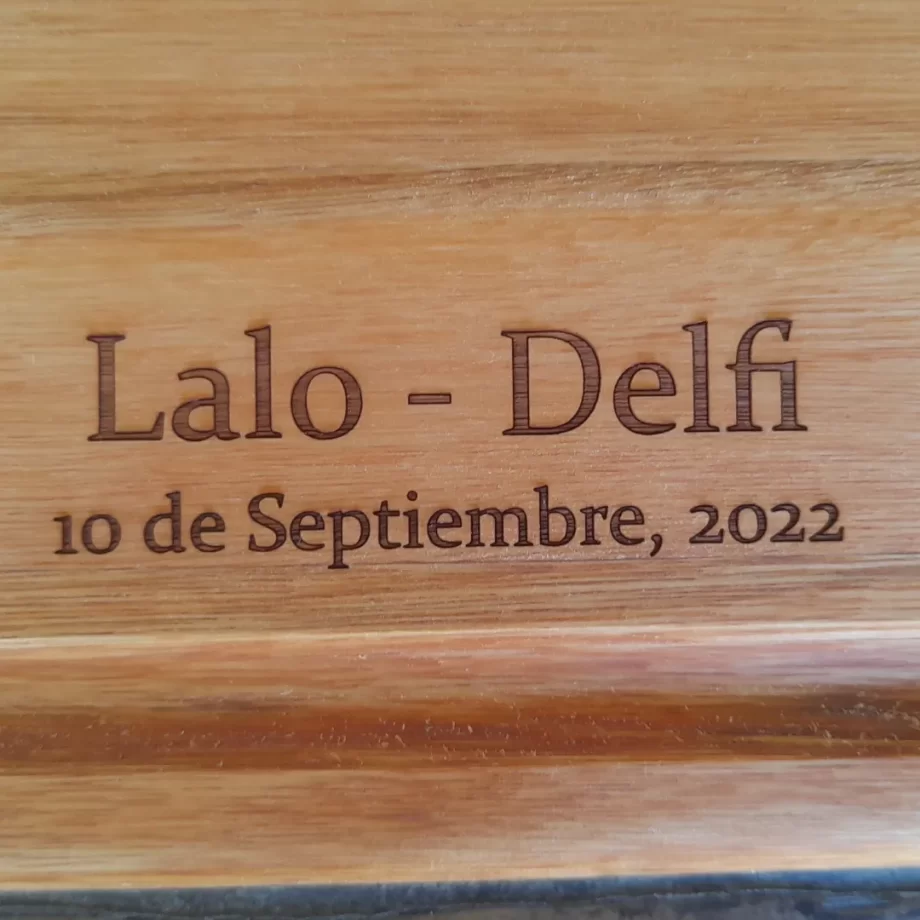 Lalo - Delfi
10 de Septiembre, 2022